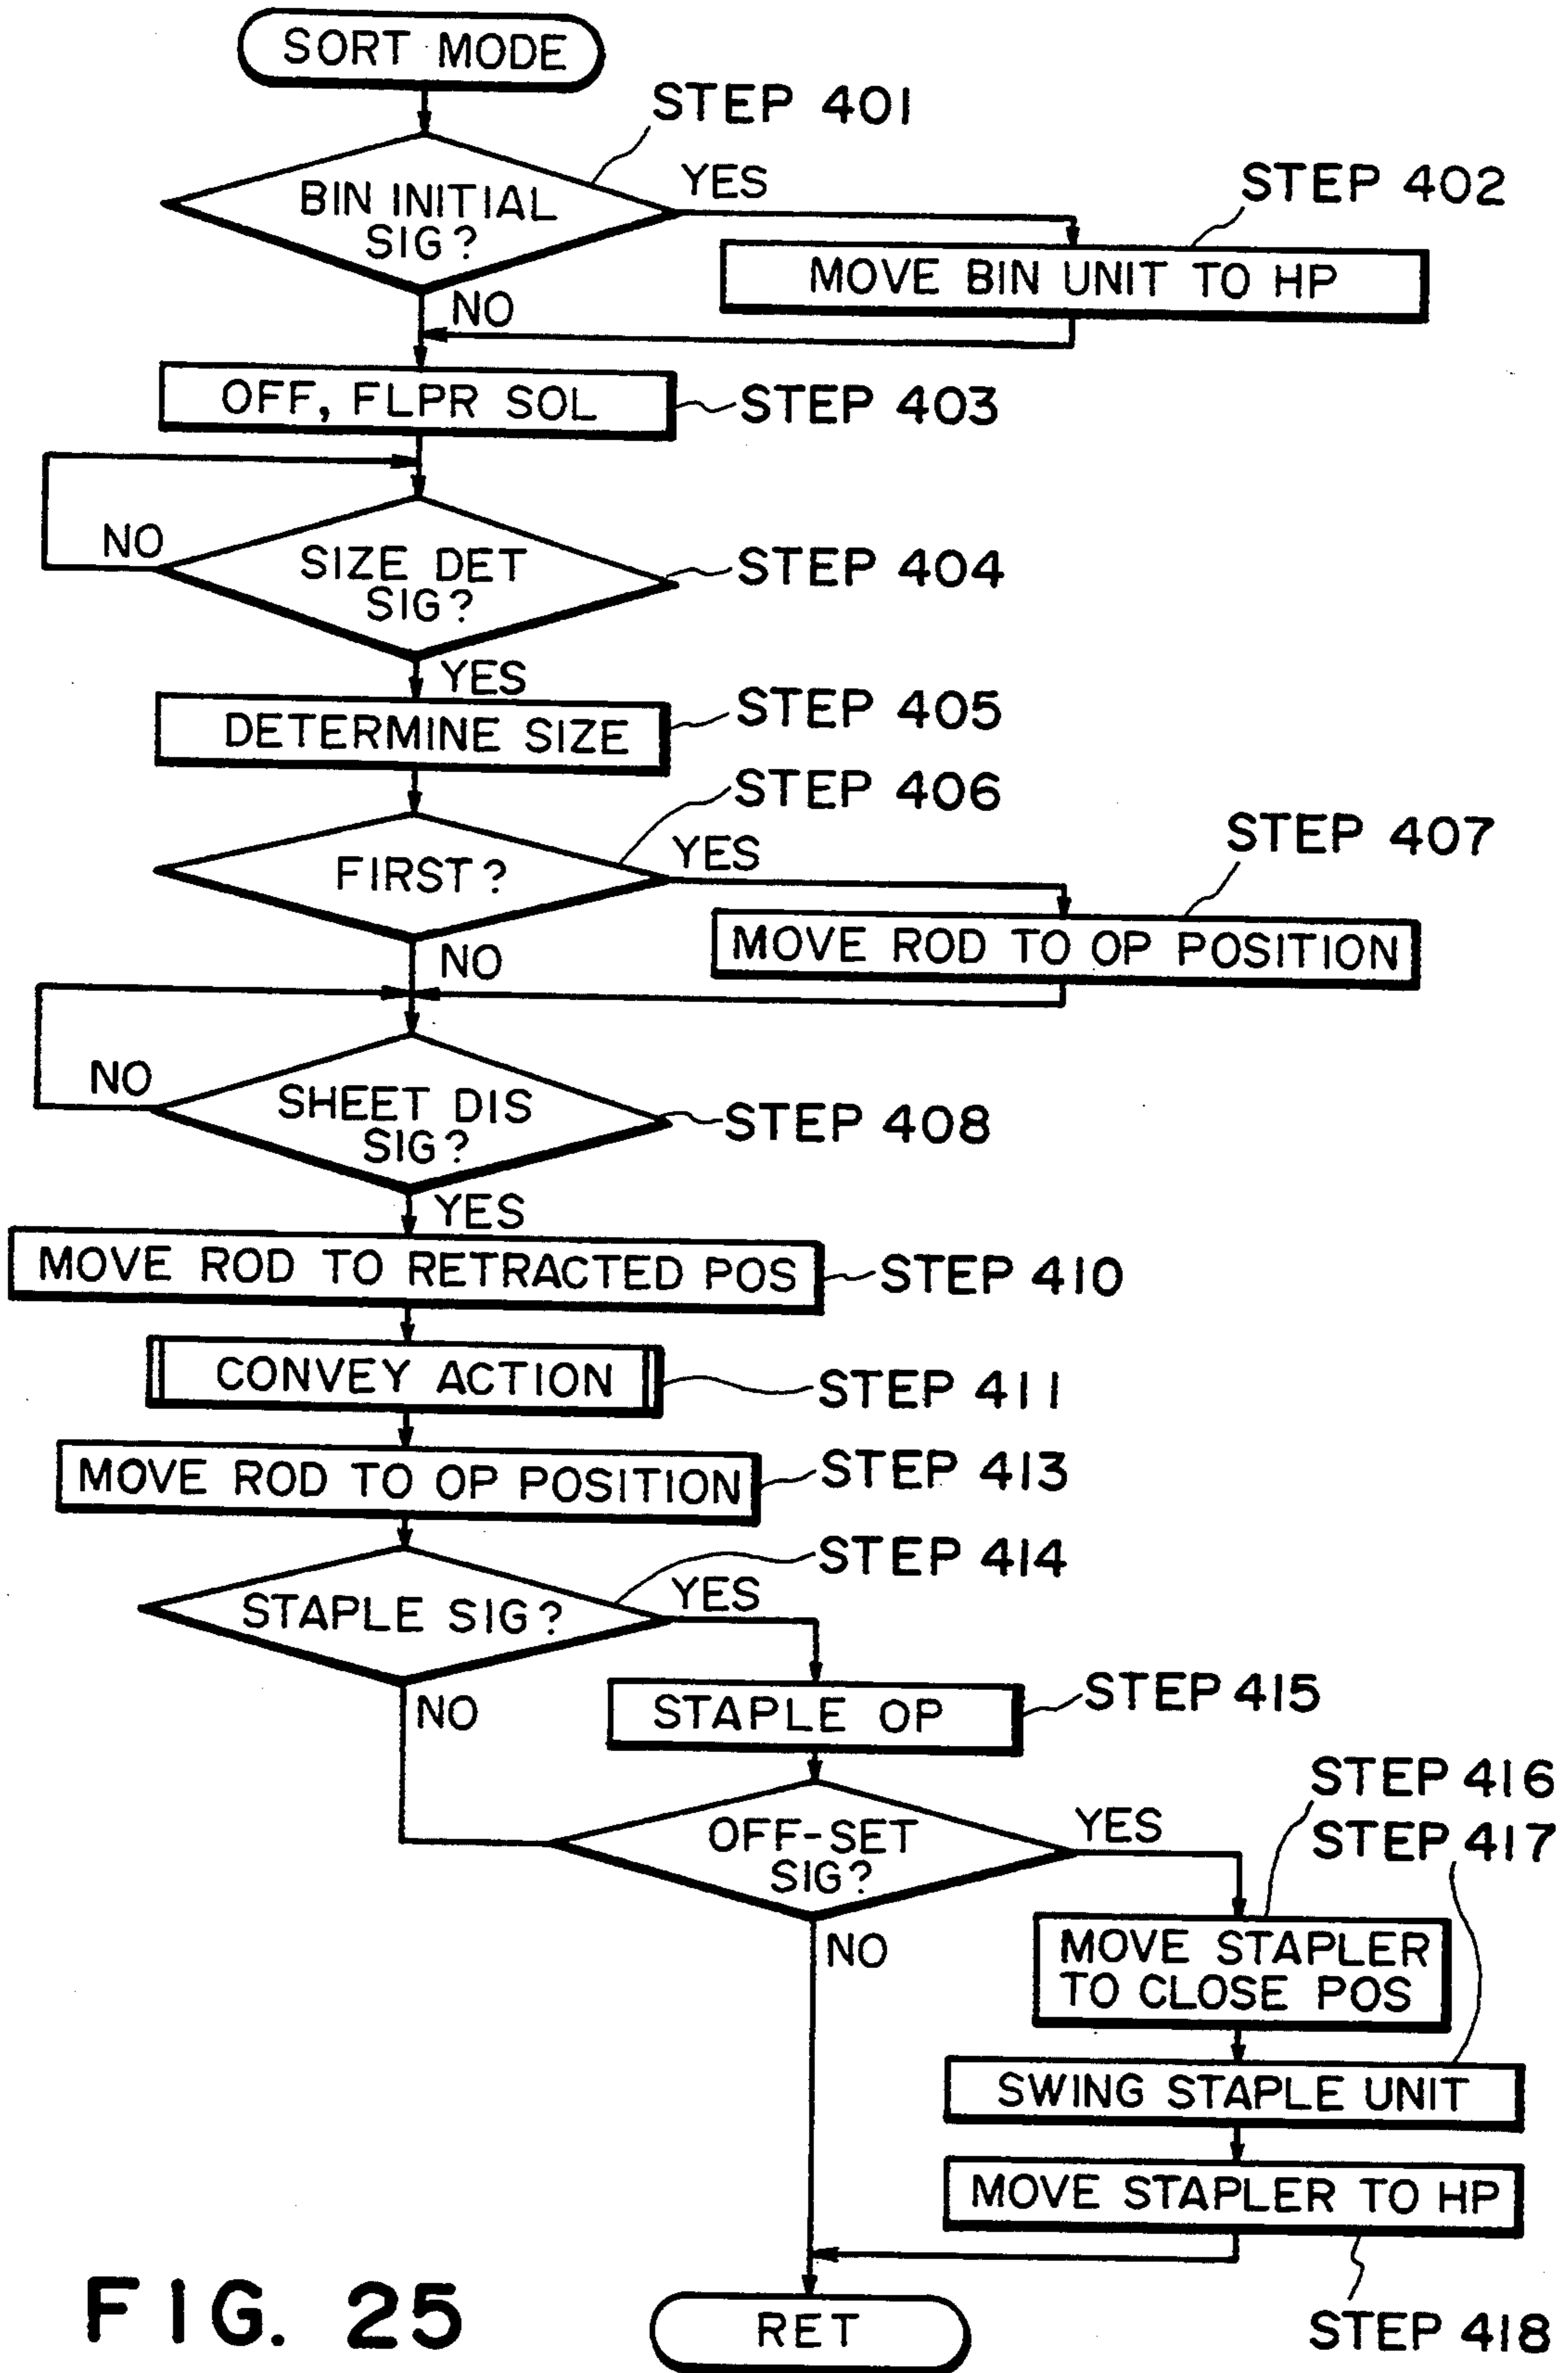 SORT MODE
STEP 401
BIN INITIAL
SIG?
YES
STEP 402
MOVE BIN UNIT TO HP
NO
OFF, FLPR SOL
STEP 403
NO
SIZE DET
SIG?
STEP 404
YES
DETERMINE SIZE
STEP 405
STEP 406
FIRST?
YES
STEP 407
MOVE ROD TO OP POSITION
NO
NO
SHEET DIS
SIG?
STEP 408
YES
MOVE ROD TO RETRACTED POS
STEP 410
CONVEY ACTION
STEP 411
MOVE ROD TO OP POSITION
STEP 413
STEP 414
STAPLE SIG?
YES
NO
STAPLE OP
STEP 415
OFF-SET
SIG?
YES
STEP 416
STEP 417
NO
MOVE STAPLER
TO CLOSE POS
SWING STAPLE UNIT
MOVE STAPLER TO HP
STEP 418
RET
FIG. 25